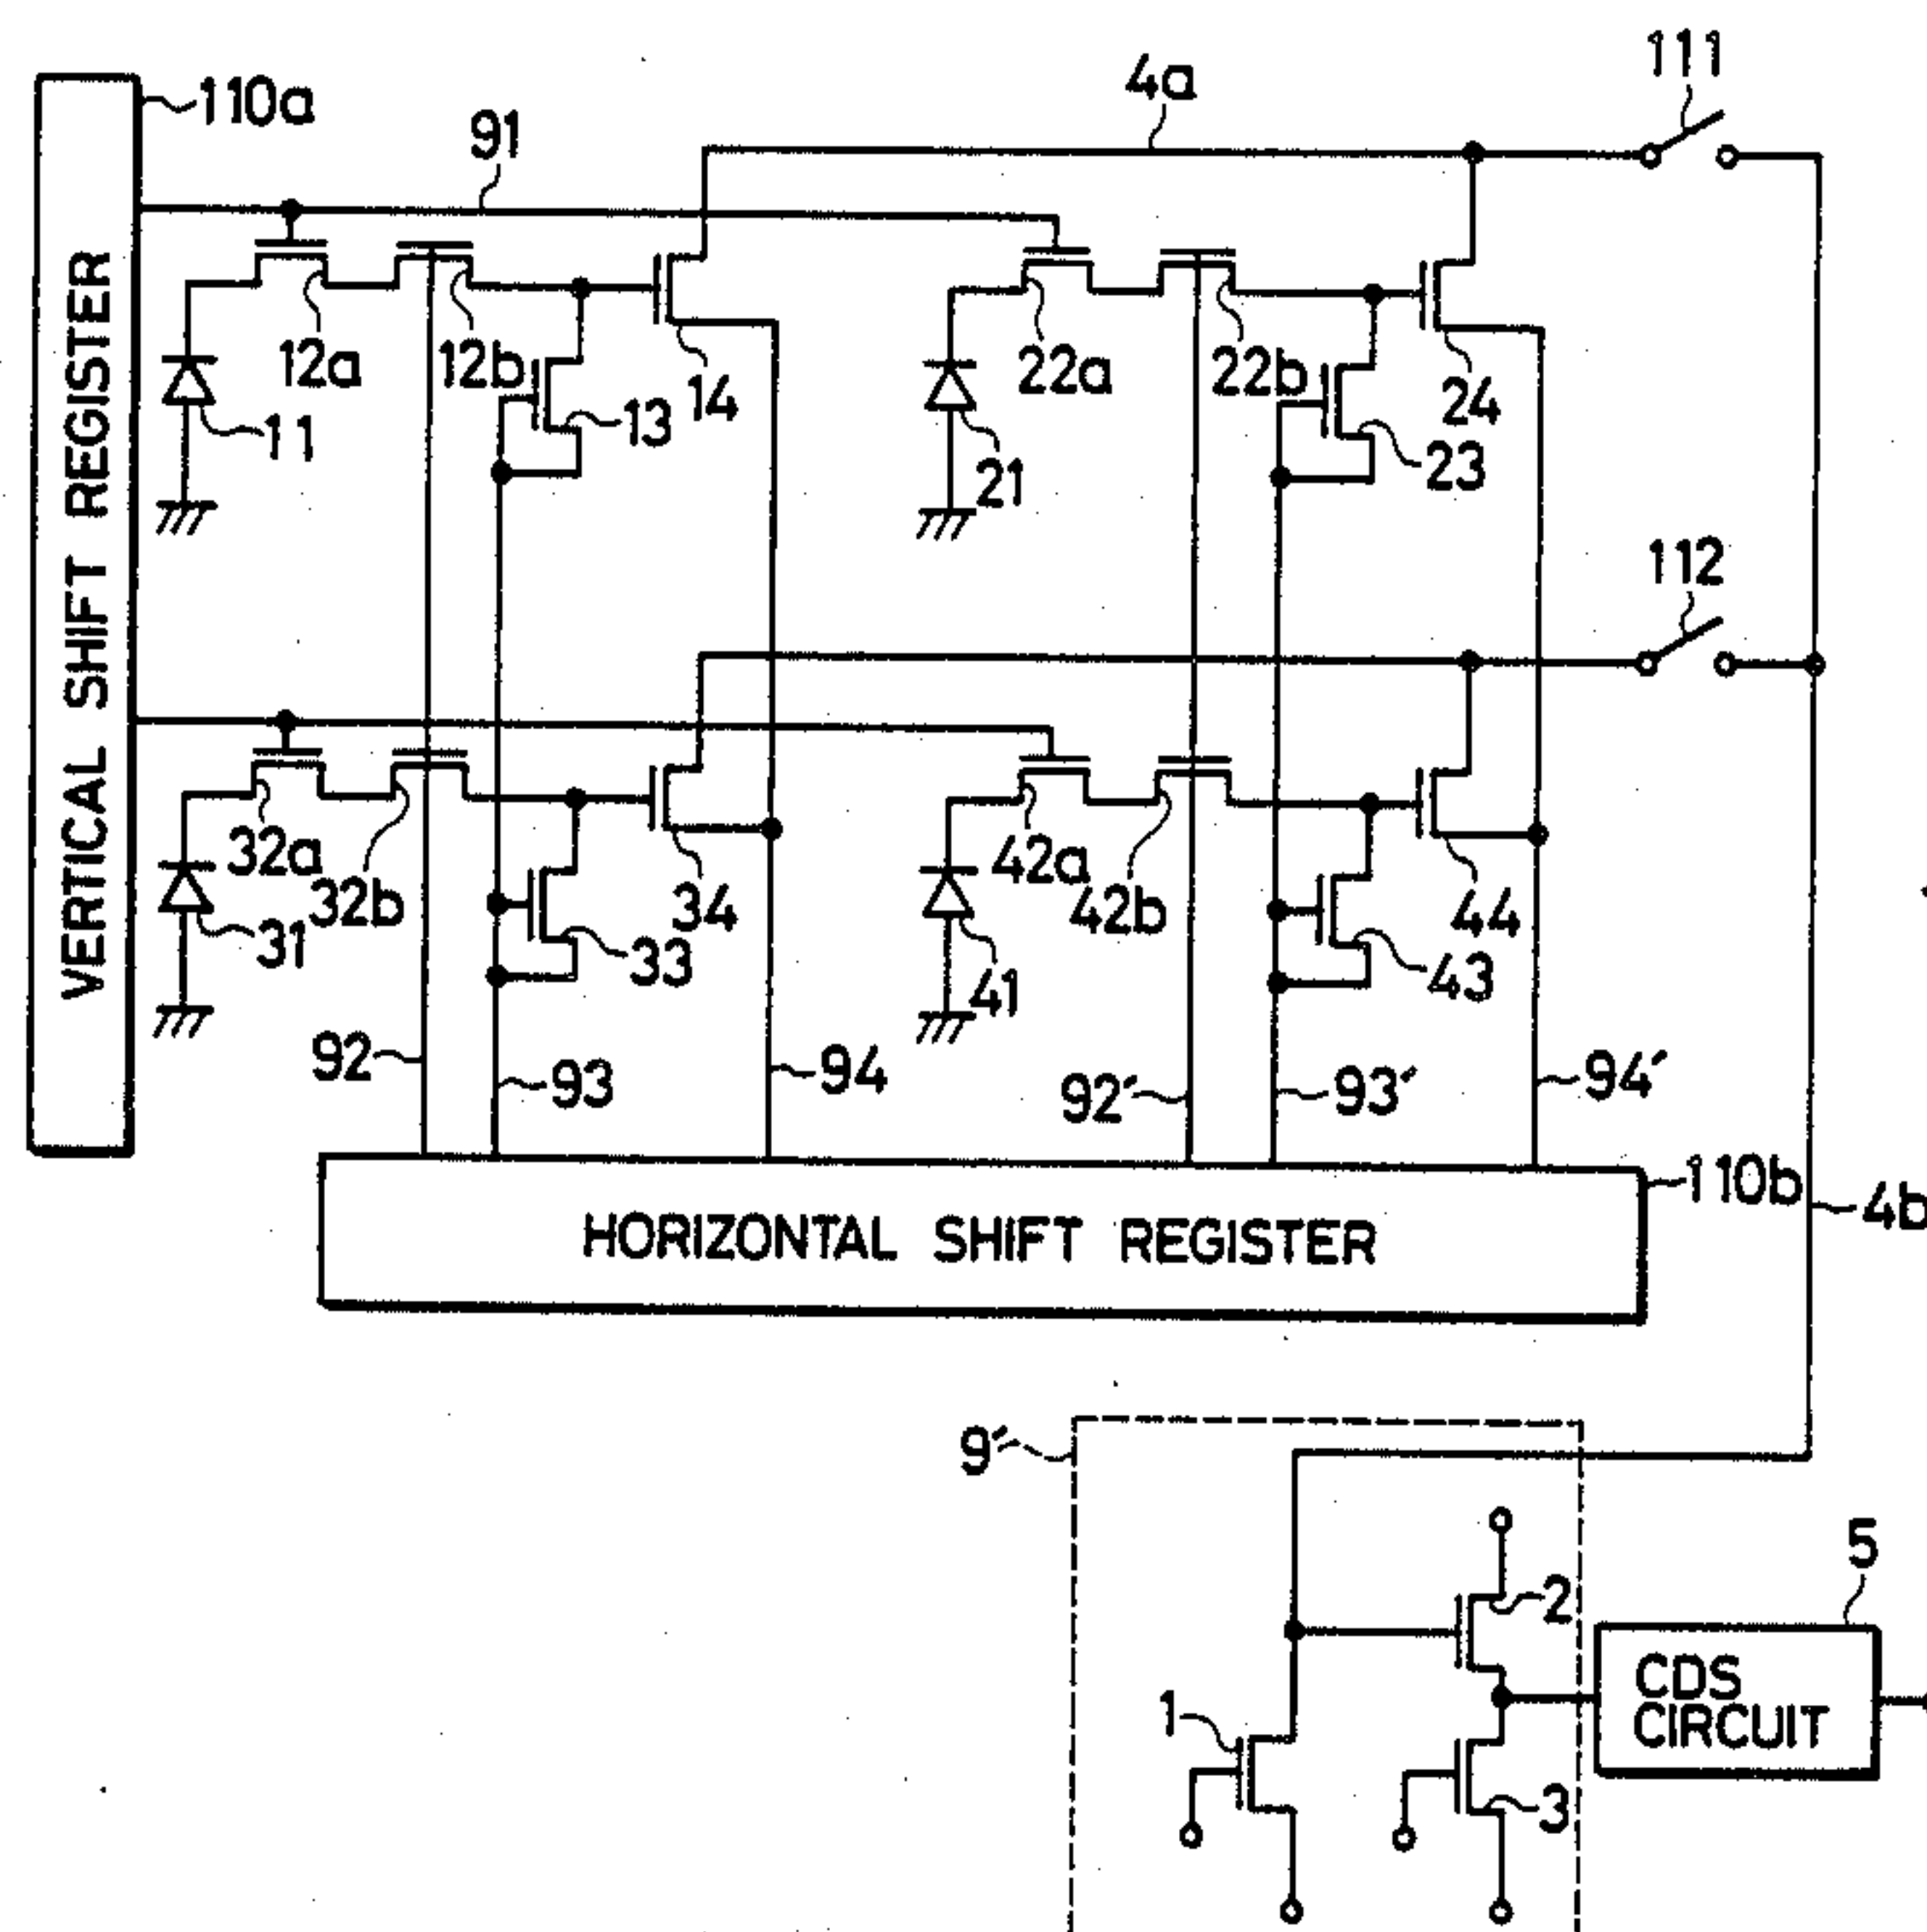 111
4a
110a
91
12a
12b
13
14
11
22a
22b
24
23
21
112
VERTICAL SHIFT REGISTER
32a
32b
31
33
34
42a
42b
41
43
44
92
93
94
92′
93′
94′
110b
4b
HORIZONTAL SHIFT REGISTER
9′
5
2
CDS
CIRCUIT
1
3